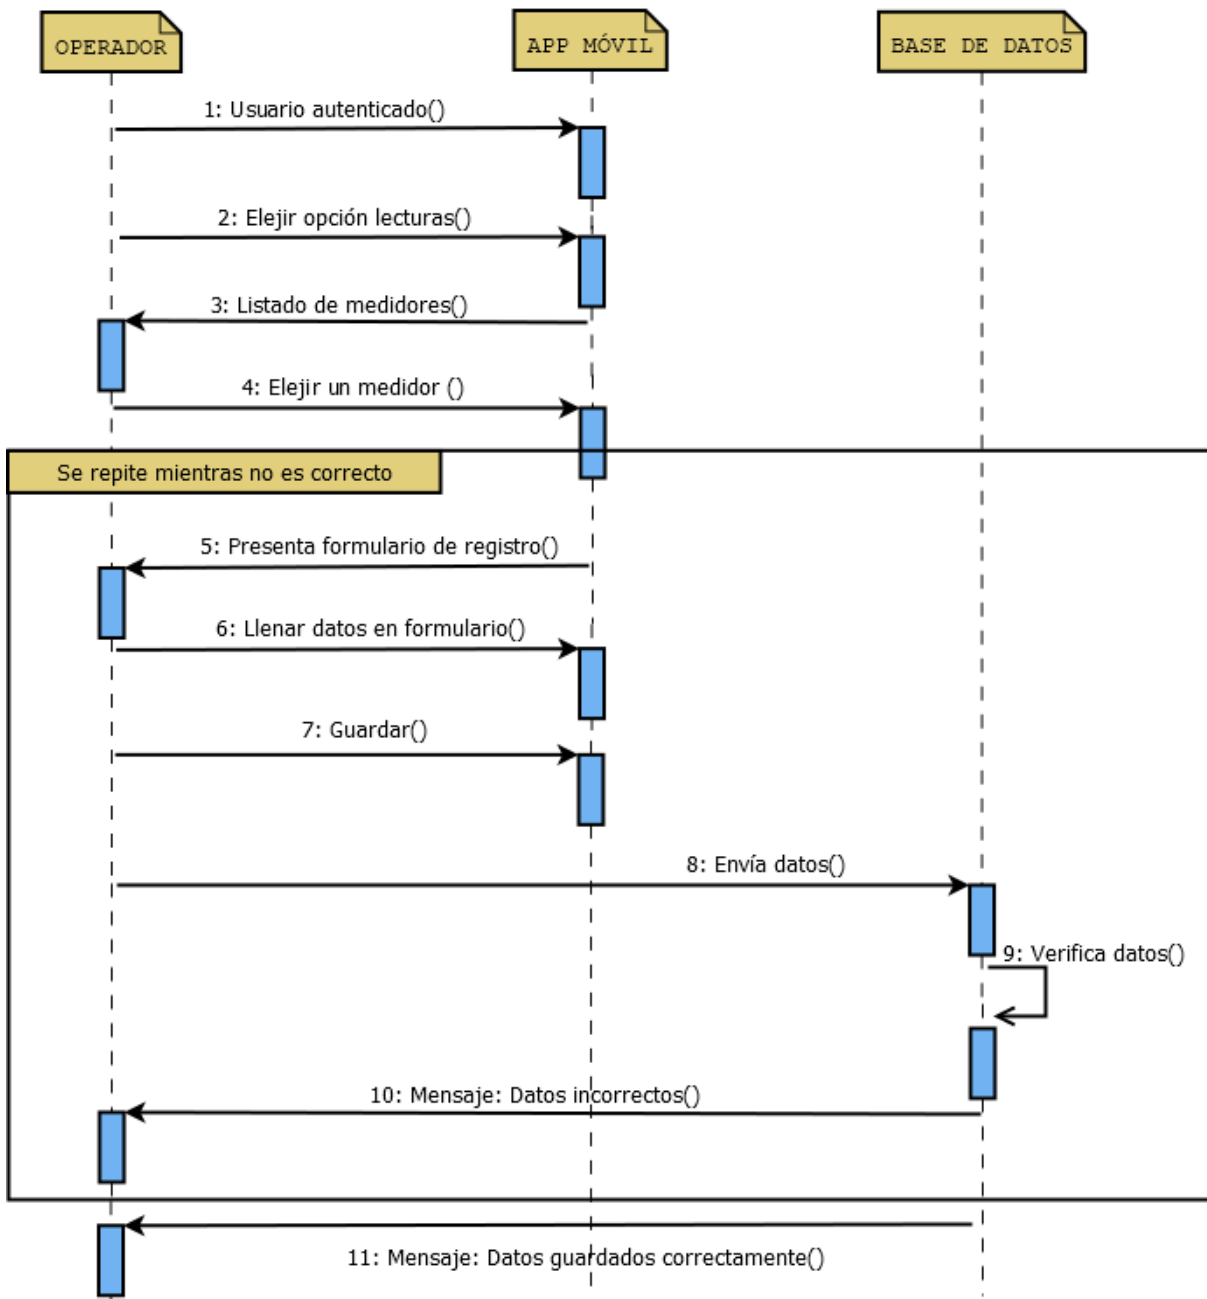 OPERADOR
APP MÓVIL
BASE DE DATOS
1: Usuario autenticado()
2: Elejir opción lecturas()
3: Listado de medidores()
4: Elejir un medidor ()
Se repite mientras no es correcto
5: Presenta formulario de registro()
6: Llenar datos en formulario()
7: Guardar()
8: Envía datos()
9: Verifica datos()
10: Mensaje: Datos incorrectos()
11: Mensaje: Datos guardados correctamente()